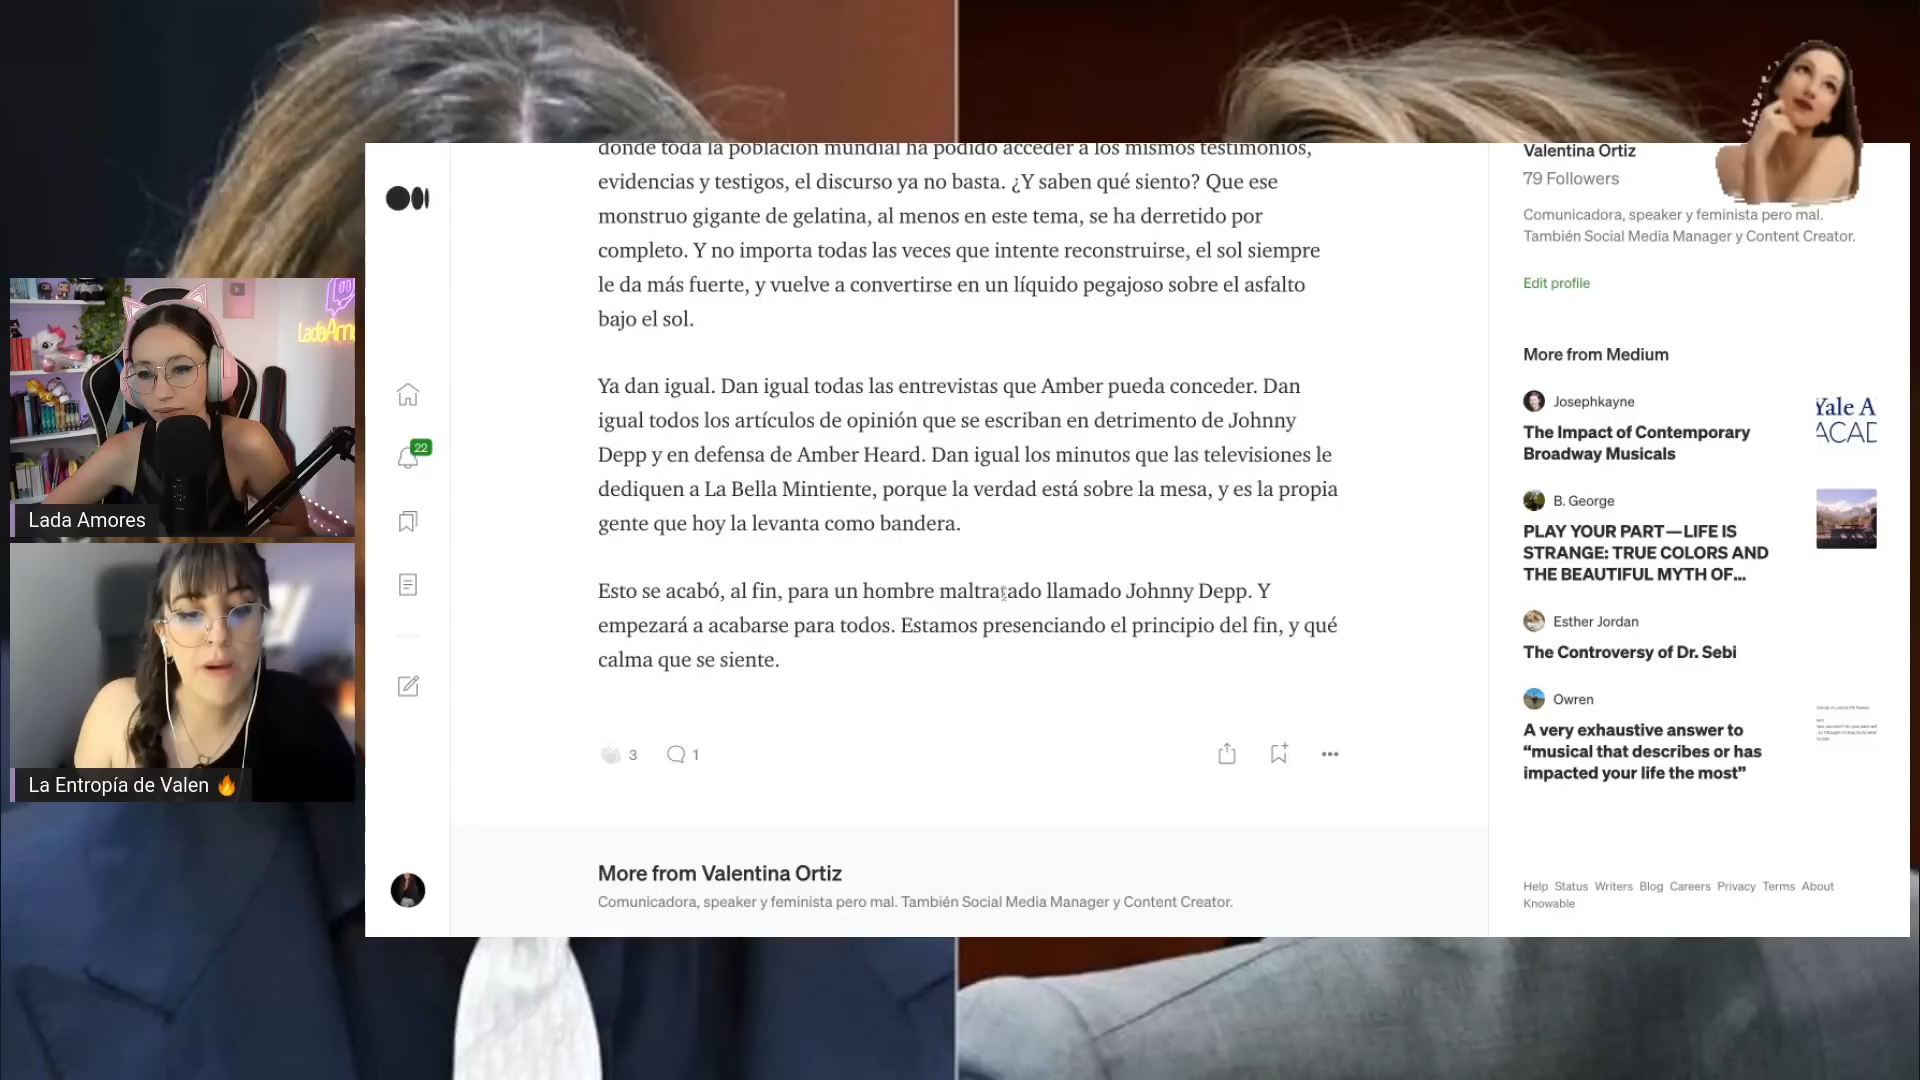 donde toda la población mundial ha podido acceder a los mismos testimonios,
evidencias y testigos, el discurso ya no basta. ¿Y saben qué siento? Que ese
monstruo gigante de gelatina, al menos en este tema, se ha derretido por
completo. Y no importa todas las veces que intente reconstruirse, el sol siempre
le da más fuerte, y vuelve a convertirse en un líquido pegajoso sobre el asfalto
bajo el sol.
Ya dan igual. Dan igual todas las entrevistas que Amber pueda conceder. Dan
igual todos los artículos de opinión que se escriban en detrimento de Johnny
Depp y en defensa de Amber Heard. Dan igual los minutos que las televisiones le
dediquen a La Bella Mintiente, porque la verdad está sobre la mesa, y es la propia
gente que hoy la levanta como bandera.
Esto se acabó, al fin, para un hombre maltratado llamado Johnny Depp. Y
empezará a acabarse para todos. Estamos presenciando el principio del fin, y qué
calma que se siente.
3
1
More from Valentina Ortiz
Comunicadora, speaker y feminista pero mal. También Social Media Manager y Content Creator.
22
Lada Amores
La Entropía de Valen 🔥
Valentina Ortiz
79 Followers
Comunicadora, speaker y feminista pero mal.
También Social Media Manager y Content Creator.
Edit profile
More from Medium
Josephkayne
The Impact of Contemporary
Broadway Musicals
Yale A
ACAD
B. George
PLAY YOUR PART—LIFE IS
STRANGE: TRUE COLORS AND
THE BEAUTIFUL MYTH OF...
Esther Jordan
The Controversy of Dr. Sebi
Owren
A very exhaustive answer to
“musical that describes or has
impacted your life the most”
Help Status Writers Blog Careers Privacy Terms About
Knowable